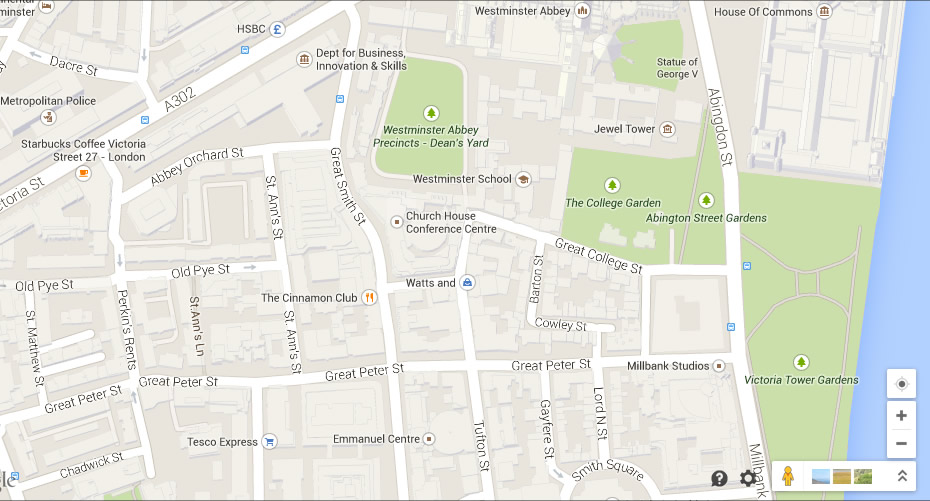 minster
HSBC
£
Westminster Abbey
House Of Commons
Dacre St
Dept for Business,
Innovation & Skills
Statue of
George V
A302
Metropolitan Police
Westminster Abbey
Precincts - Dean's Yard
Jewel Tower
Abingdon St
Starbucks Coffee Victoria
Street 27 - London
Abbey Orchard St
Great Smith St
Westminster School
St. Ann's St
The College Garden
Abington Street Gardens
toria St
Church House
Conference Centre
Great College St
Old Pye St
Old Pye St
Watts and
Barton St
The Cinnamon Club
Perkin's Rents
St.Ann's Ln
St. Ann's St
St. Matthew St
Cowley St
Great Peter St
Great Peter St
Great Peter St
Great Peter St
Millbank Studios
Victoria Tower Gardens
Tesco Express
Emmanuel Centre
Tufton St
Gayfere St
Lord N St
Chadwick St
Smith Square
Millbank
gle
?
+
−